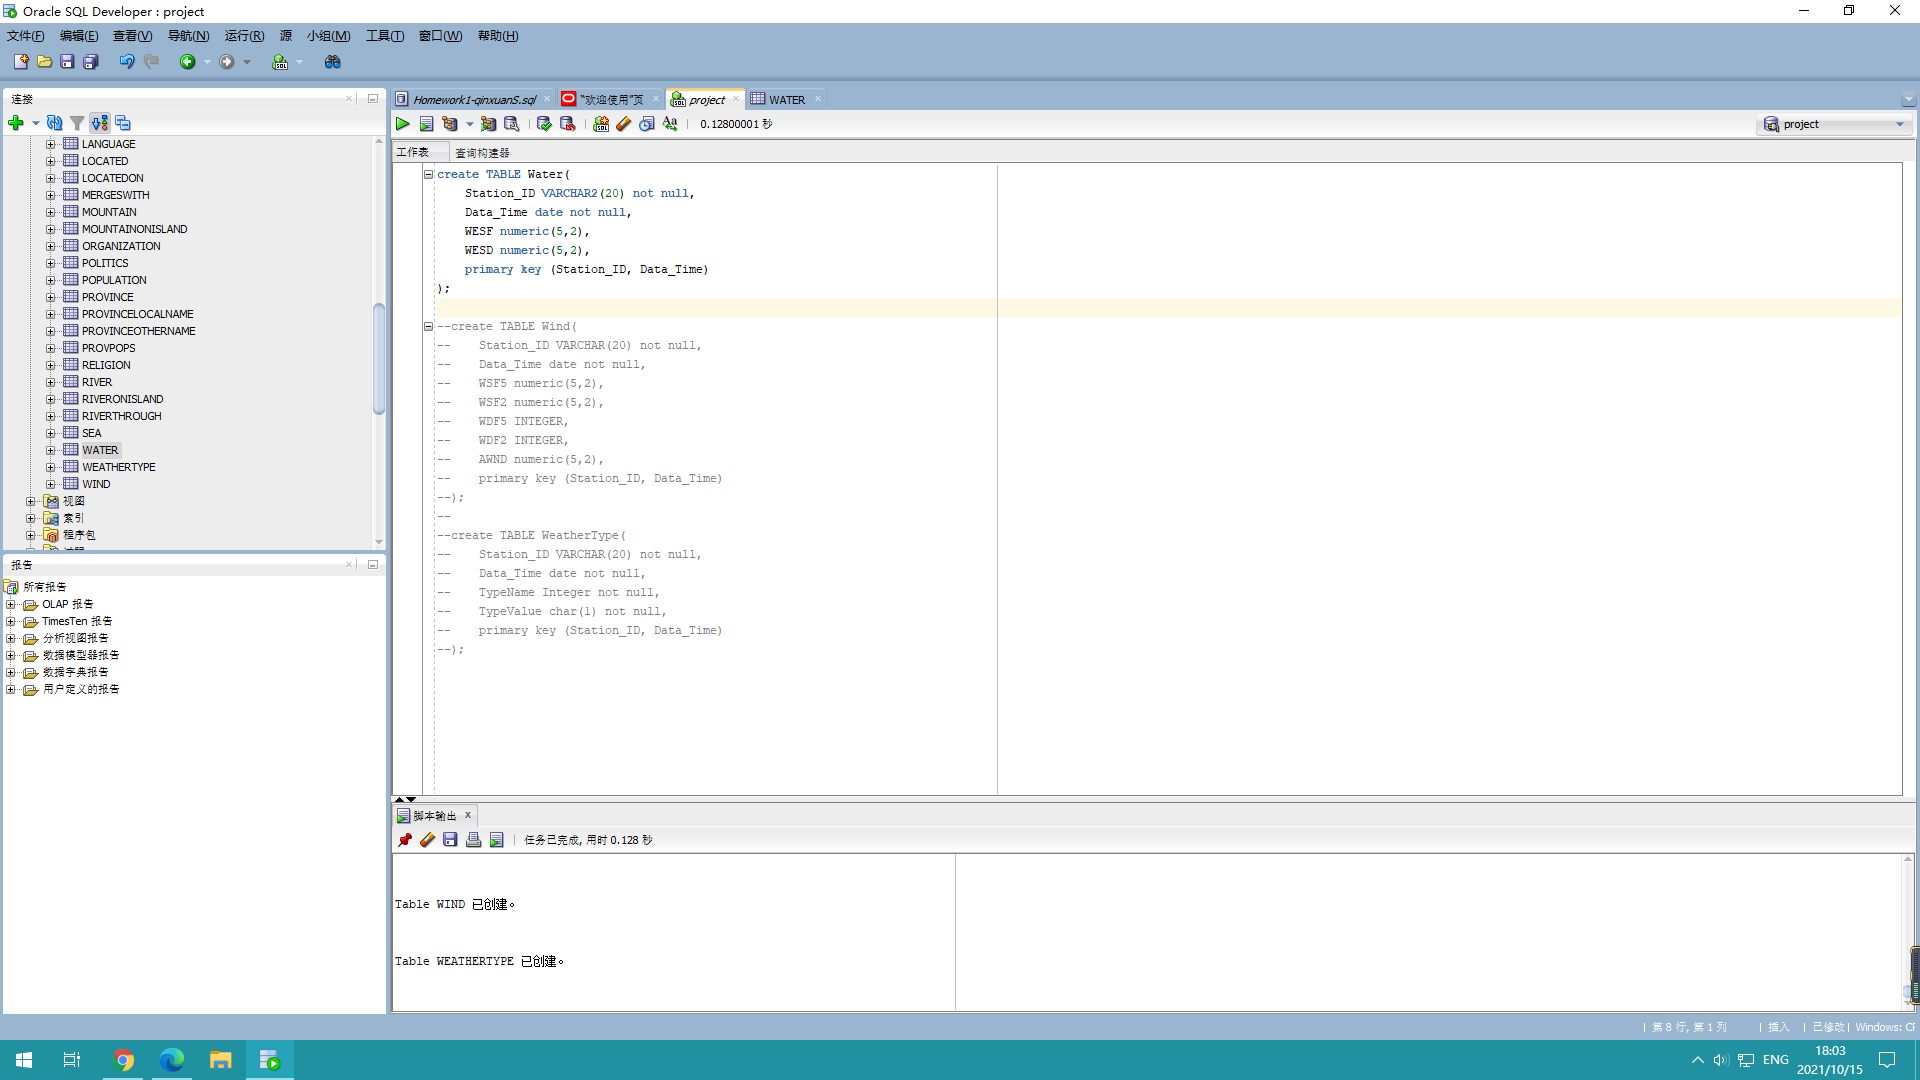 Oracle SQL Developer : project
文件(F) 编辑(E) 查看(V) 导航(N) 运行(R) 源 小组(M) 工具(T) 窗口(W) 帮助(H)
连接
LANGUAGE
LOCATED
LOCATEDON
MERGESWITH
MOUNTAIN
MOUNTAINONISLAND
ORGANIZATION
POLITICS
POPULATION
PROVINCE
PROVINCELOCALNAME
PROVINCEOTHERNAME
PROVPOPS
RELIGION
RIVER
RIVERONISLAND
RIVERTHROUGH
SEA
WATER
WEATHERTYPE
WIND
视图
索引
程序包
报告
所有报告
OLAP 报告
TimesTen 报告
分析视图报告
数据模型器报告
数据字典报告
用户定义的报告
Homework1-qinxuanS.sql "欢迎使用"页 project WATER
0.12800001 秒
project
工作表 查询构建器
create TABLE Water(
Station_ID VARCHAR2(20) not null,
Data_Time date not null,
WESF numeric(5,2),
WESD numeric(5,2),
primary key (Station_ID, Data_Time)
);
--create TABLE Wind(
-- Station_ID VARCHAR(20) not null,
-- Data_Time date not null,
-- WSF5 numeric(5,2),
-- WSF2 numeric(5,2),
-- WDF5 INTEGER,
-- WDF2 INTEGER,
-- AWND numeric(5,2),
-- primary key (Station_ID, Data_Time)
--);
--
--create TABLE WeatherType(
-- Station_ID VARCHAR(20) not null,
-- Data_Time date not null,
-- TypeName Integer not null,
-- TypeValue char(1) not null,
-- primary key (Station_ID, Data_Time)
--);
脚本输出
任务已完成, 用时 0.128 秒
Table WIND 已创建。
Table WEATHERTYPE 已创建。
第 8 行, 第 1 列 | 插入 | 已修改 | Windows: CF
ENG
18:03
2021/10/15